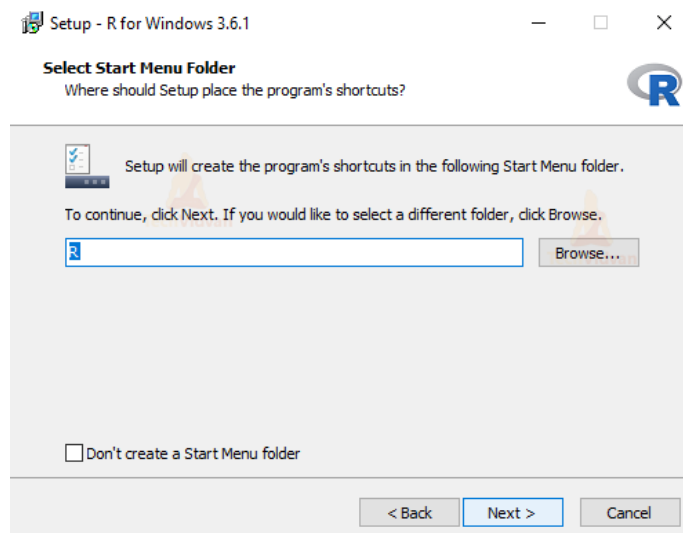 Setup - R for Windows 3.6.1
Select Start Menu Folder
Where should Setup place the program's shortcuts?
R
Setup will create the program's shortcuts in the following Start Menu folder.
To continue, click Next. If you would like to select a different folder, click Browse.
R
Browse...
Don't create a Start Menu folder
< Back
Next >
Cancel